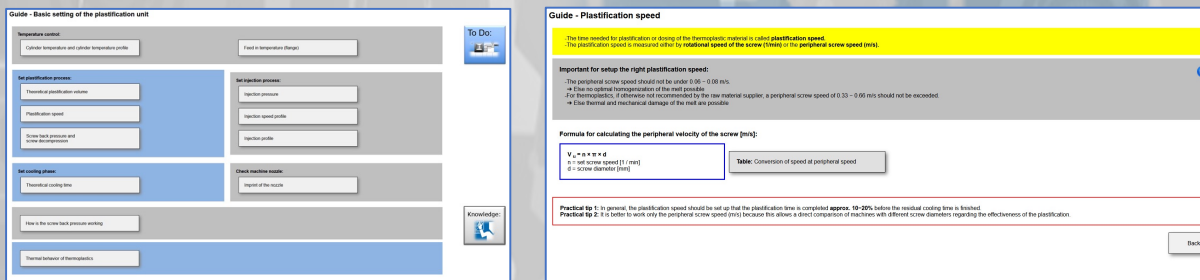 Guide - Basic setting of the plastification unit
Temperature control:
Cylinder temperature and cylinder temperature profile
Feed in temperature (flange)
To Do:
Set plastification process:
Theoretical plastification volume
Plastification speed
Screw back pressure and
screw decompression
Set injection process:
Injection pressure
Injection speed profile
Injection profile
Set cooling phase:
Theoretical cooling time
Check machine nozzle:
Imprint of the nozzle
How is the screw back pressure working
Knowledge:
Thermal behavior of thermoplastics
Guide - Plastification speed
-The time needed for plastification or dosing of the thermoplastic material is called plastification speed.
-The plastification speed is measured either by rotational speed of the screw (1/min) or the peripheral screw speed (m/s).
Important for setup the right plastification speed:
-The peripheral screw speed should not be under 0.06 ~ 0.08 m/s.
➔ Else no optimal homogenization of the melt possible
-For thermoplastics, if otherwise not recommended by the raw material supplier, a peripheral screw speed of 0.33 ~ 0.66 m/s should not be exceeded.
➔ Else thermal and mechanical damage of the melt are possible
Formula for calculating the peripheral velocity of the screw [m/s]:
V u = n × π × d
n = set screw speed [1 / min]
d = screw diameter [mm]
Table: Conversion of speed at peripheral speed
Practical tip 1: In general, the plastification speed should be set up that the plastification time is completed approx. 10~20% before the residual cooling time is finished.
Practical tip 2: It is better to work only the peripheral screw speed (m/s) because this allows a direct comparison of machines with different screw diameters regarding the effectiveness of the plastification.
Back